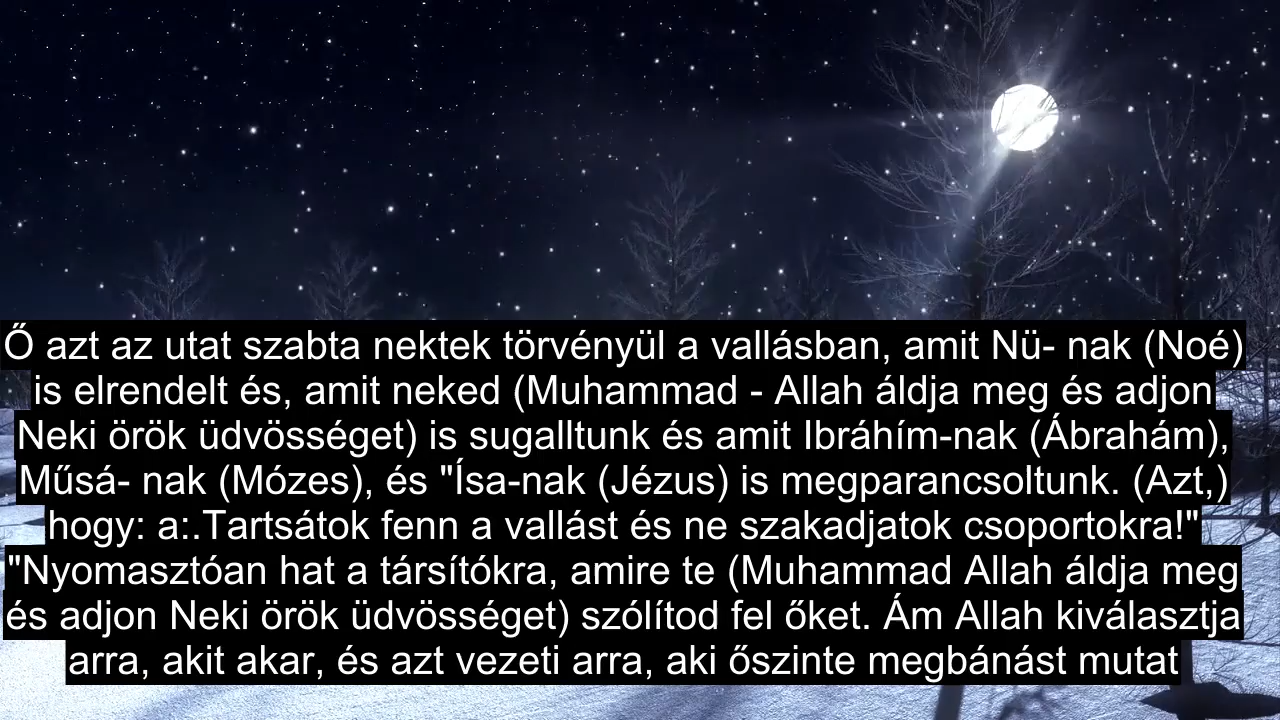 Ő azt az utat szabta nektek törvényül a vallásban, amit Nü- nak (Noé)
is elrendelt és, amit neked (Muhammad - Allah áldja meg és adjon
Neki örök üdvösséget) is sugalltunk és amit Ibráhím-nak (Ábrahám),
Műsá- nak (Mózes), és "Ísa-nak (Jézus) is megparancsoltunk. (Azt,)
hogy: a:.Tartsátok fenn a vallást és ne szakadjatok csoportokra!"
"Nyomasztóan hat a társítókra, amire te (Muhammad Allah áldja meg
és adjon Neki örök üdvösséget) szólítod fel őket. Ám Allah kiválasztja
arra, akit akar, és azt vezeti arra, aki őszinte megbánást mutat